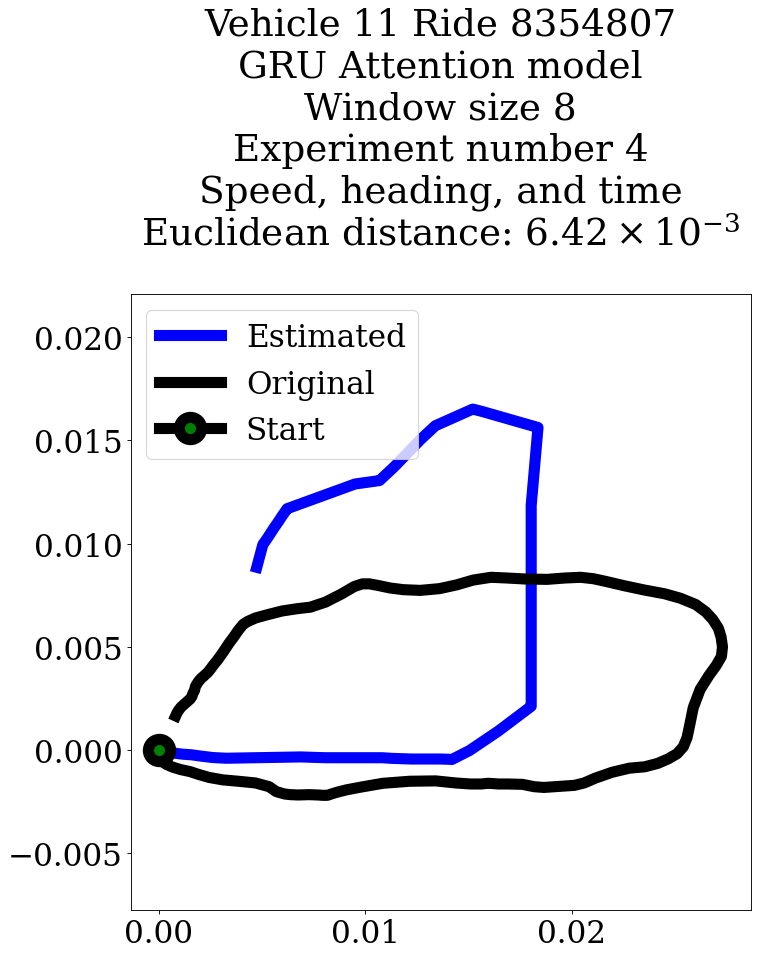 Vehicle 11 Ride 8354807
GRU Attention model
Window size 8
Experiment number 4
Speed, heading, and time
Euclidean distance: 6.42 × 10⁻³
Estimated
Original
Start
0.020
0.015
0.010
0.005
0.000
−0.005
0.00 0.01 0.02